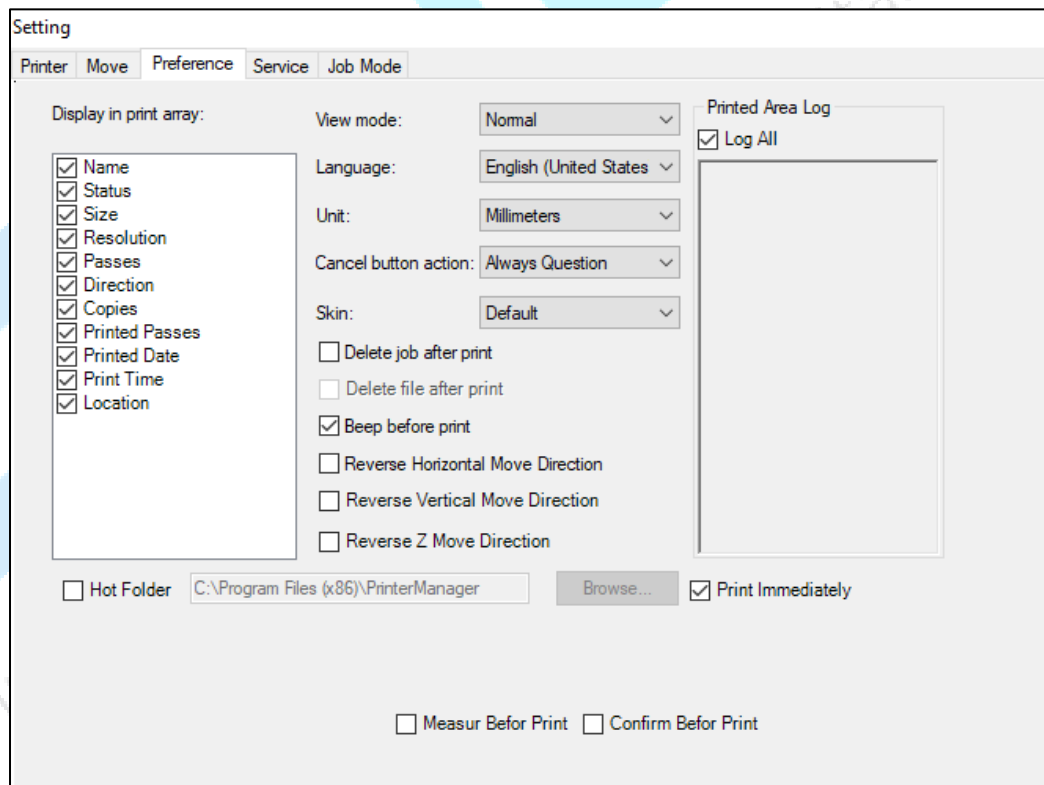 Setting
Printer Move Preference Service Job Mode
Display in print array:
Name
Status
Size
Resolution
Passes
Direction
Copies
Printed Passes
Printed Date
Print Time
Location
View mode: Normal
Language: English (United States
Unit: Millimeters
Cancel button action: Always Question
Skin: Default
Delete job after print
Delete file after print
Beep before print
Reverse Horizontal Move Direction
Reverse Vertical Move Direction
Reverse Z Move Direction
Printed Area Log
Log All
Hot Folder C:\Program Files (x86)\PrinterManager Browse... Print Immediately
Measur Befor Print Confirm Befor Print